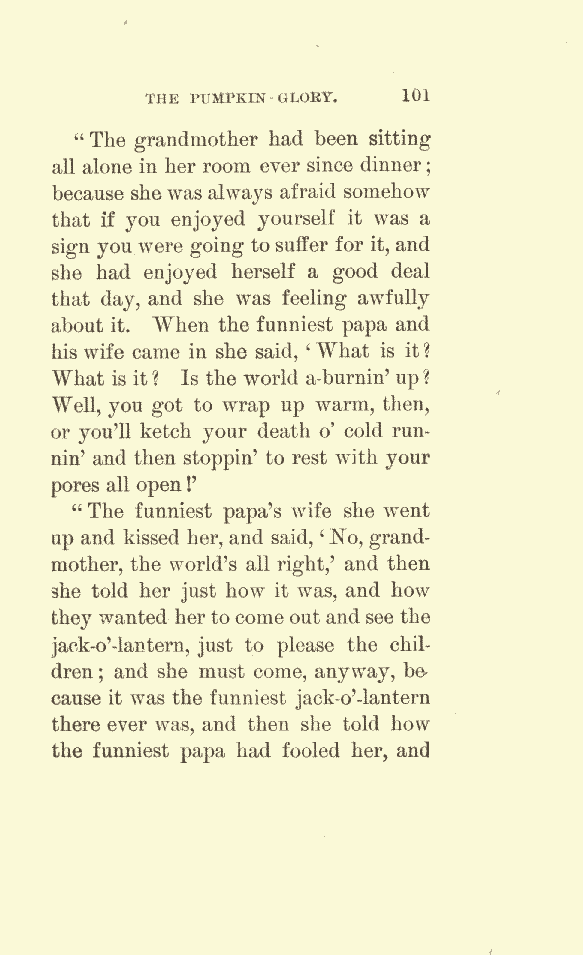 THE PUMPKIN-GLORY. 101
“The grandmother had been sitting
all alone in her room ever since dinner;
because she was always afraid somehow
that if you enjoyed yourself it was a
sign you were going to suffer for it, and
she had enjoyed herself a good deal
that day, and she was feeling awfully
about it. When the funniest papa and
his wife came in she said, ‘What is it?
What is it? Is the world a-burnin’ up?
Well, you got to wrap up warm, then,
or you’ll ketch your death o’ cold run-
nin’ and then stoppin’ to rest with your
pores all open!’
“The funniest papa’s wife she went
up and kissed her, and said, ‘No, grand-
mother, the world’s all right,’ and then
she told her just how it was, and how
they wanted her to come out and see the
jack-o’-lantern, just to please the chil-
dren; and she must come, anyway, be-
cause it was the funniest jack-o’-lantern
there ever was, and then she told how
the funniest papa had fooled her, and